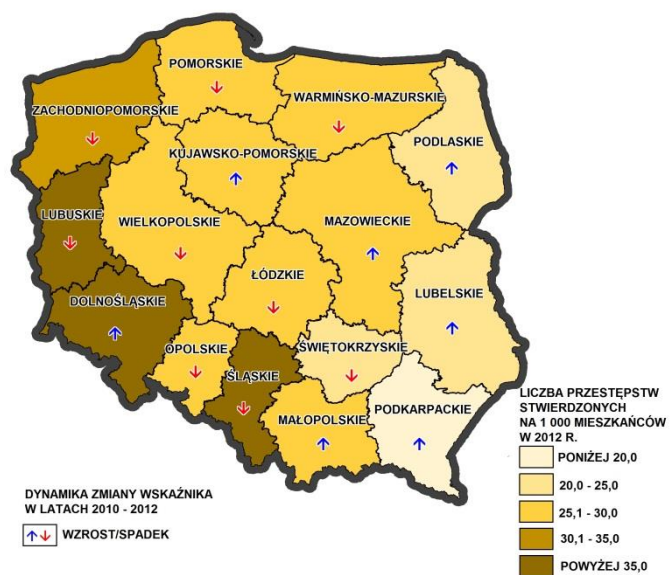 POMORSKIE
WARMIŃSKO-MAZURSKIE
ZACHODNIOPOMORSKIE
PODLASKIE
KUJAWSKO-POMORSKIE
LUBUSKIE
WIELKOPOLSKIE
MAZOWIECKIE
ŁÓDZKIE
LUBELSKIE
DOLNOŚLĄSKIE
OPOLSKIE
ŚWIĘTOKRZYSKIE
ŚLĄSKIE
MAŁOPOLSKIE
PODKARPACKIE
LICZBA PRZESTĘPSTW
STWIERDZONYCH
NA 1 000 MIESZKAŃCÓW
W 2012 R.
PONIŻEJ 20,0
20,0 - 25,0
25,1 - 30,0
30,1 - 35,0
POWYŻEJ 35,0
DYNAMIKA ZMIANY WSKAŹNIKA
W LATACH 2010 - 2012
WZROST/SPADEK